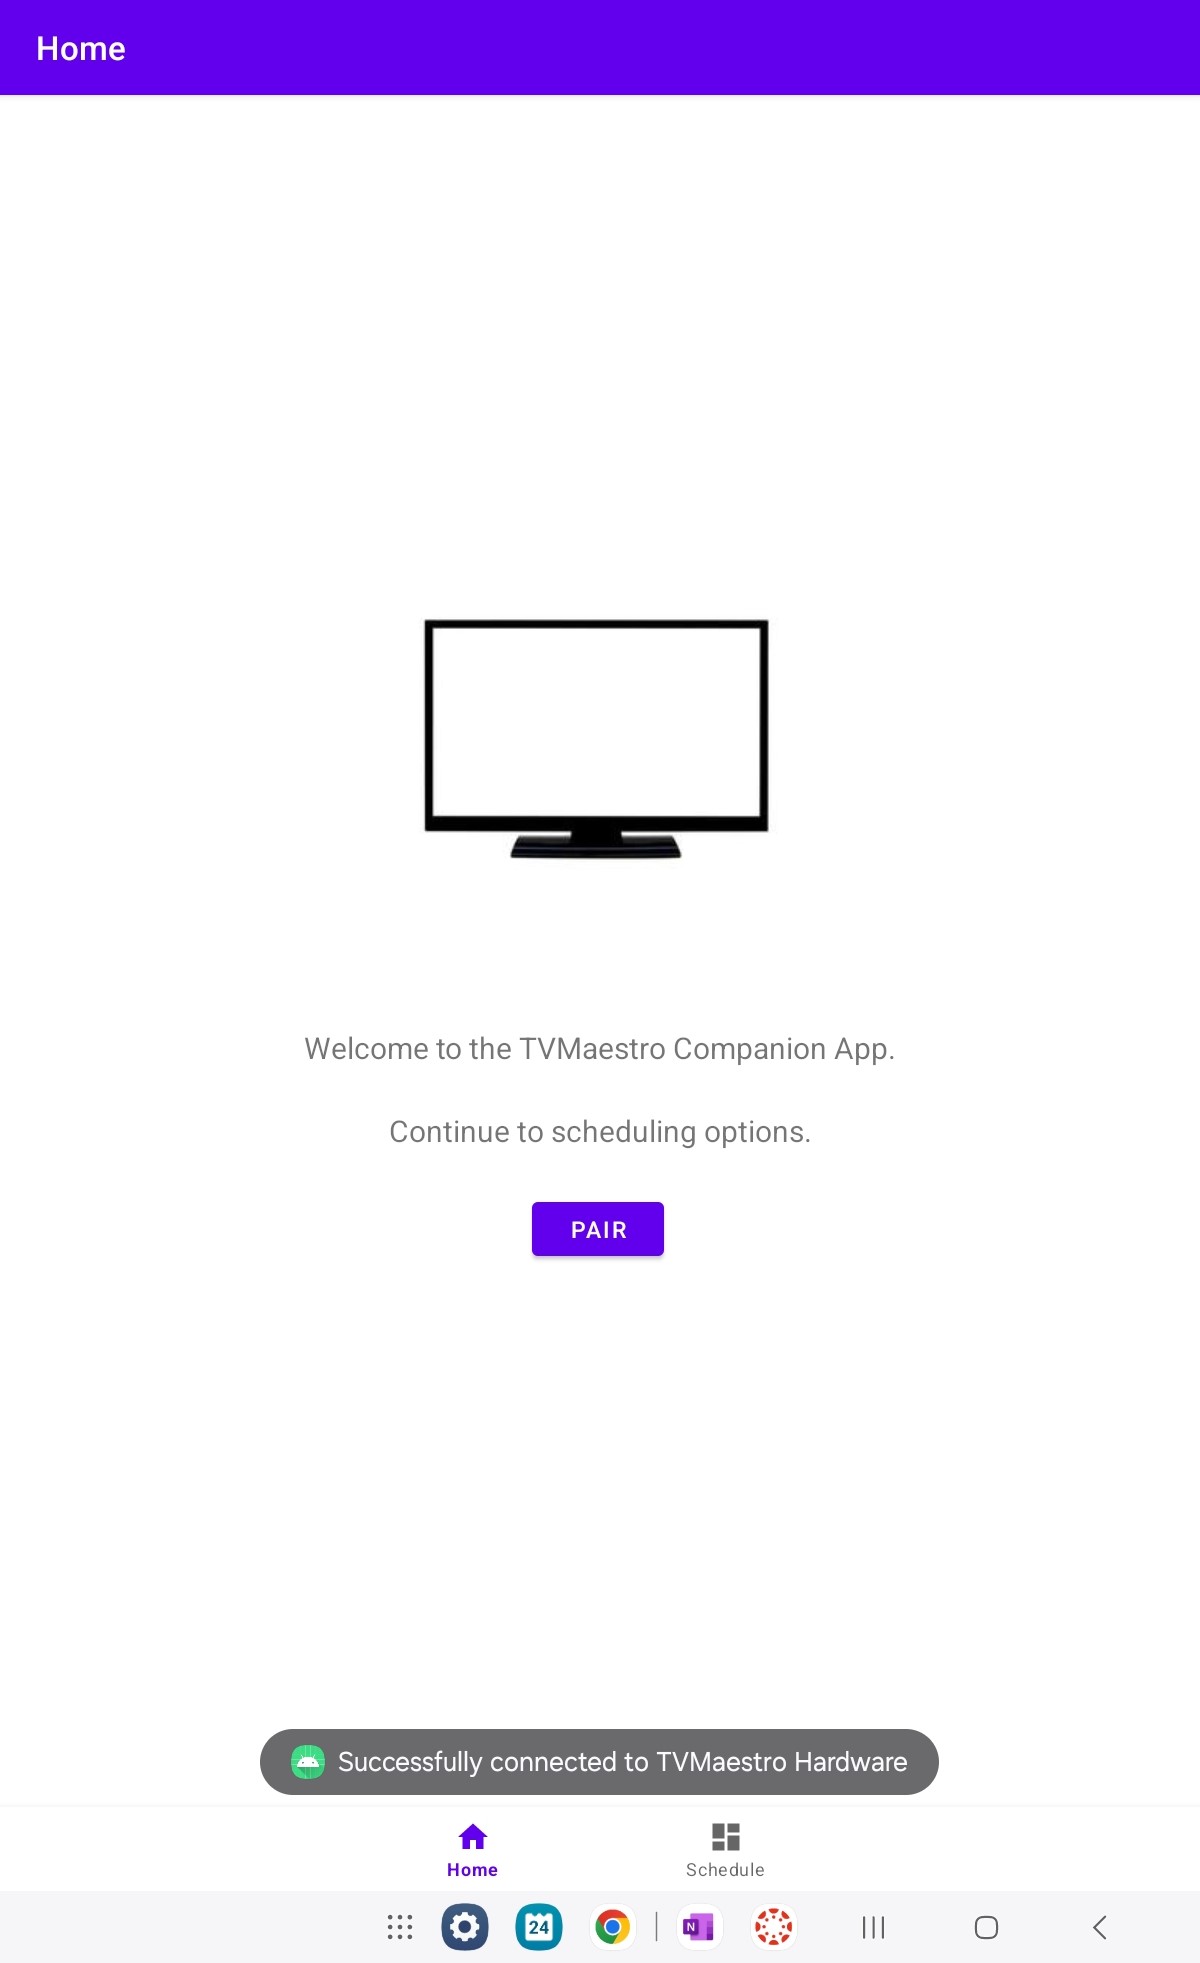 Home
Welcome to the TVMaestro Companion App.
Continue to scheduling options.
PAIR
Successfully connected to TVMaestro Hardware
Home
Schedule
24
N